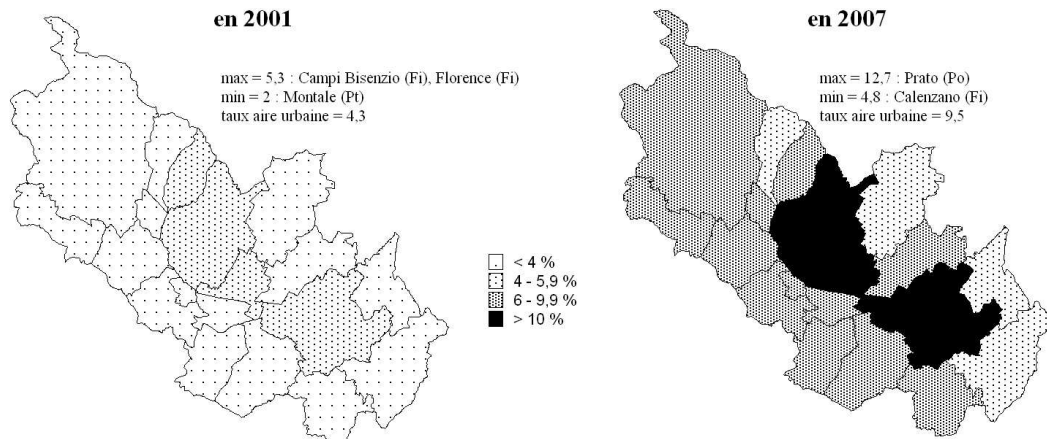 en 2001
max = 5,3 : Campi Bisenzio (Fi), Florence (Fi)
min = 2 : Montale (Pt)
taux aire urbaine = 4,3
en 2007
max = 12,7 : Prato (Po)
min = 4,8 : Calenzano (Fi)
taux aire urbaine = 9,5
< 4 %
4 - 5,9 %
6 - 9,9 %
> 10 %